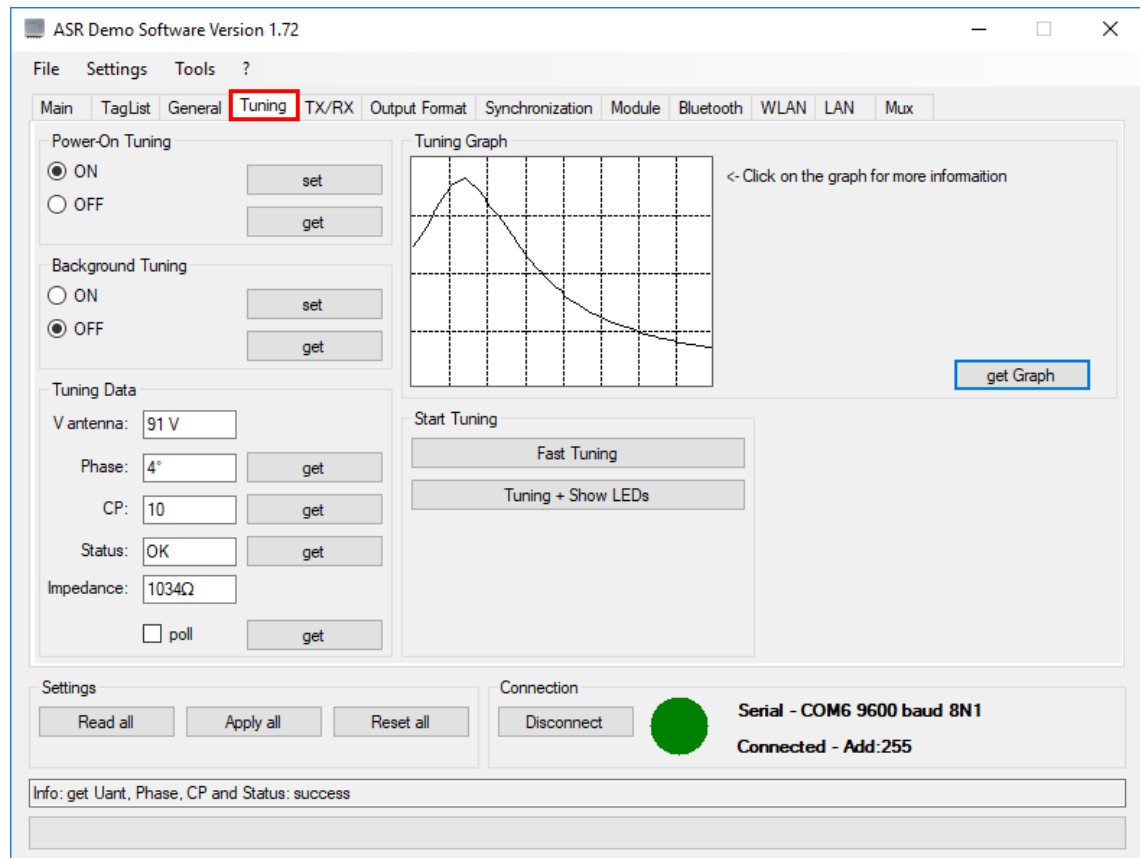 ASR Demo Software Version 1.72
File Settings Tools ?
Main TagList General Tuning TX/RX Output Format Synchronization Module Bluetooth WLAN LAN Mux
Power-On Tuning
ON
OFF
set
get
Background Tuning
ON
OFF
set
get
Tuning Data
V antenna: 91 V
Phase: 4° get
CP: 10 get
Status: OK get
Impedance: 1034Ω
poll get
Tuning Graph
<- Click on the graph for more informaition
get Graph
Start Tuning
Fast Tuning
Tuning + Show LEDs
Settings
Read all Apply all Reset all
Connection
Disconnect
Serial - COM6 9600 baud 8N1
Connected - Add:255
Info: get Uant, Phase, CP and Status: success